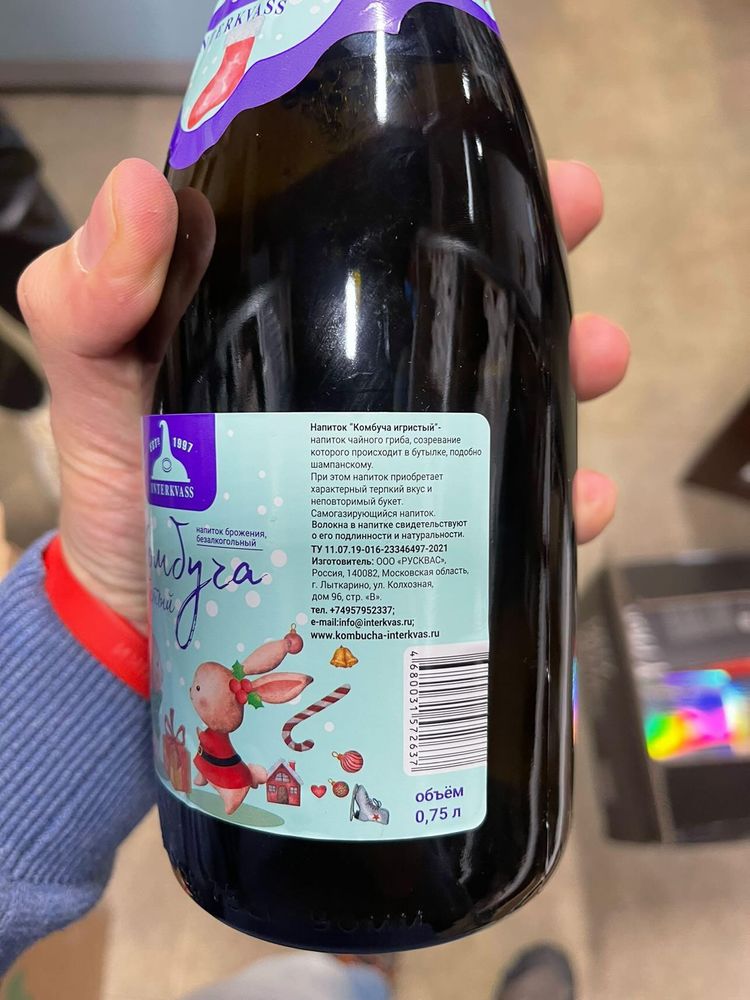 INTERKVASS
ESTD 1997
INTERKVASS
напиток брожения,
безалкогольный
Комбуча
Напиток "Комбуча игристый"-
напиток чайного гриба, созревание
которого происходит в бутылке, подобно
шампанскому.
При этом напиток приобретает
характерный терпкий вкус и
неповторимый букет.
Самогазирующийся напиток.
Волокна в напитке свидетельствуют
о его подлинности и натуральности.
ТУ 11.07.19-016-23346497-2021
Изготовитель: ООО «РУСКВАС»,
Россия, 140082, Московская область,
г. Лыткарино, ул. Колхозная,
дом 96, стр. «В».
тел. +74957952337;
e-mail:info@interkvas.ru;
www.kombucha-interkvas.ru
4680031572637
объём
0,75 л